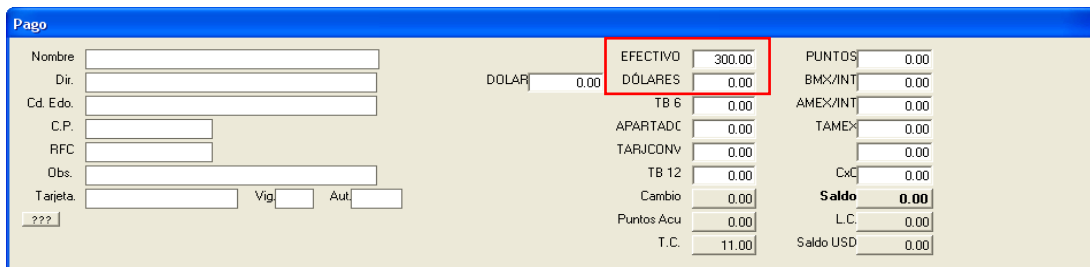 Pago
Nombre EFECTIVO 300.00 PUNTOS 0.00
Dir. DOLAR 0.00 DÓLARES 0.00 BMX/INT 0.00
Cd. Edo. TB 6 0.00 AMEX/INT 0.00
C.P. APARTADO 0.00 TAMEX 0.00
RFC TARJCONV 0.00 0.00
Obs. TB 12 0.00 CxC 0.00
Tarjeta. Vig. Aut. Cambio 0.00 Saldo 0.00
??? Puntos Acu 0.00 L.C. 0.00
T.C. 11.00 Saldo USD 0.00